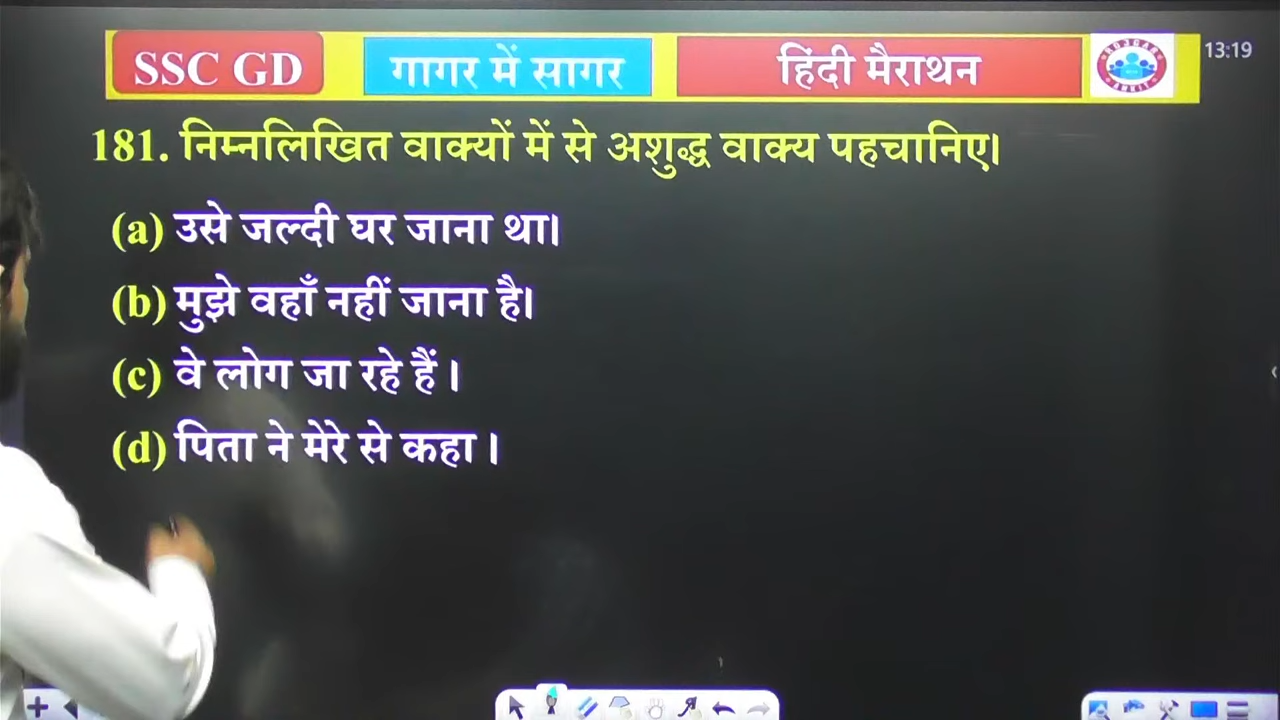 SSC GD गागर में सागर हिंदी मैराथन 13:19
181. निम्नलिखित वाक्यों में से अशुद्ध वाक्य पहचानिए।
(a) उसे जल्दी घर जाना था।
(b) मुझे वहाँ नहीं जाना है।
(c) वे लोग जा रहे हैं ।
(d) पिता ने मेरे से कहा ।